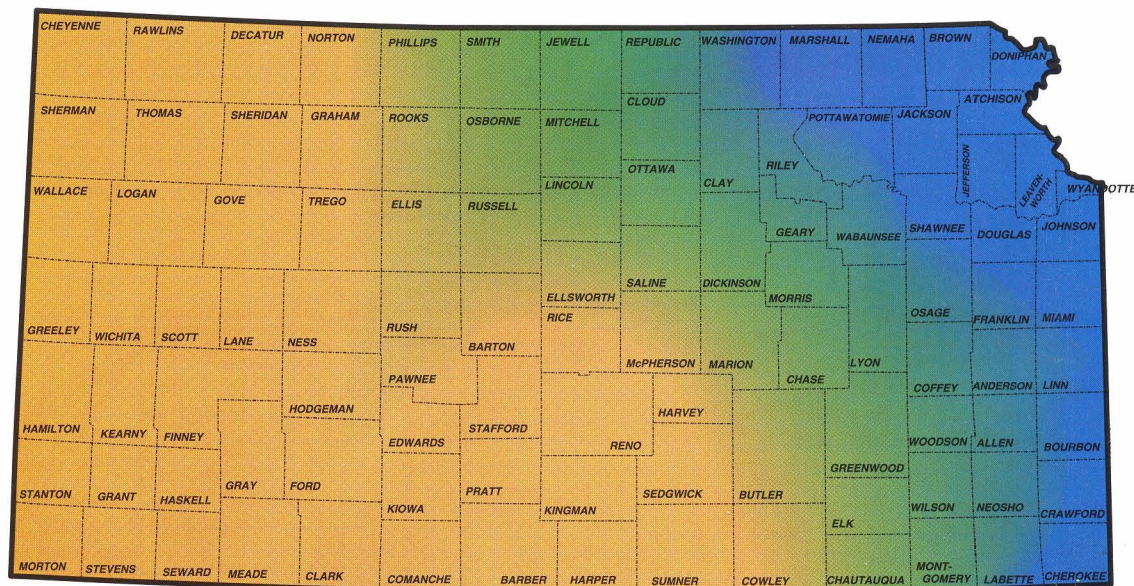 CHEYENNE
RAWLINS
DECATUR
NORTON
PHILLIPS
SMITH
JEWELL
REPUBLIC
WASHINGTON
MARSHALL
NEMAHA
BROWN
DONIPHAN
SHERMAN
THOMAS
SHERIDAN
GRAHAM
ROOKS
OSBORNE
MITCHELL
CLOUD
CLAY
RILEY
POTTAWATOMIE
JACKSON
ATCHISON
JEFFERSON
LEAVEN-
WORTH
WYANDOTTE
WALLACE
LOGAN
GOVE
TREGO
ELLIS
RUSSELL
LINCOLN
OTTAWA
GEARY
WABAUNSEE
SHAWNEE
DOUGLAS
JOHNSON
GREELEY
WICHITA
SCOTT
LANE
NESS
RUSH
BARTON
ELLSWORTH
RICE
SALINE
McPHERSON
DICKINSON
MARION
MORRIS
CHASE
LYON
OSAGE
FRANKLIN
MIAMI
HAMILTON
KEARNY
FINNEY
HODGEMAN
PAWNEE
EDWARDS
STAFFORD
RENO
HARVEY
COFFEY
ANDERSON
LINN
STANTON
GRANT
HASKELL
GRAY
FORD
KIOWA
PRATT
KINGMAN
SEDGWICK
BUTLER
GREENWOOD
WOODSON
ALLEN
BOURBON
MORTON
STEVENS
SEWARD
MEADE
CLARK
COMANCHE
BARBER
HARPER
SUMNER
COWLEY
ELK
CHAUTAUQUA
WILSON
NEOSHO
CRAWFORD
MONT-
GOMERY
LABETTE
CHEROKEE